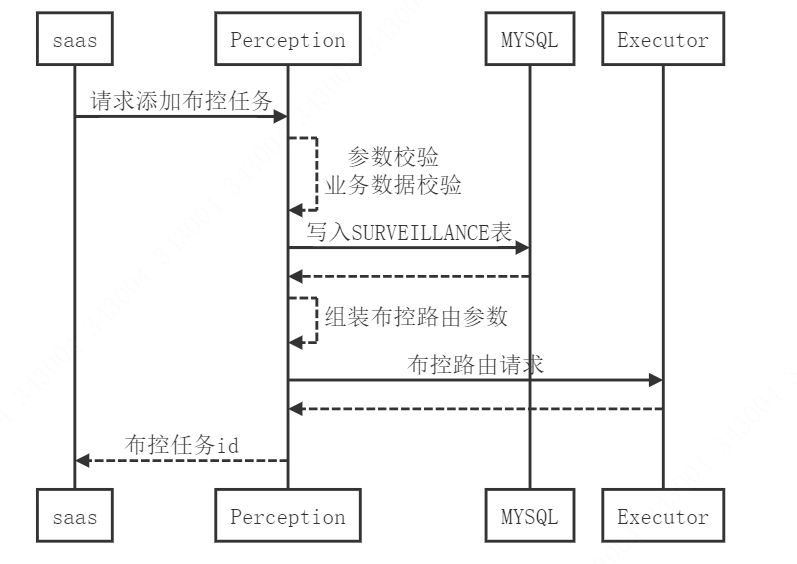 saas
Perception
MYSQL
Executor
请求添加布控任务
参数校验
业务数据校验
写入SURVEILLANCE表
组装布控路由参数
布控路由请求
布控任务id
saas
Perception
MYSQL
Executor